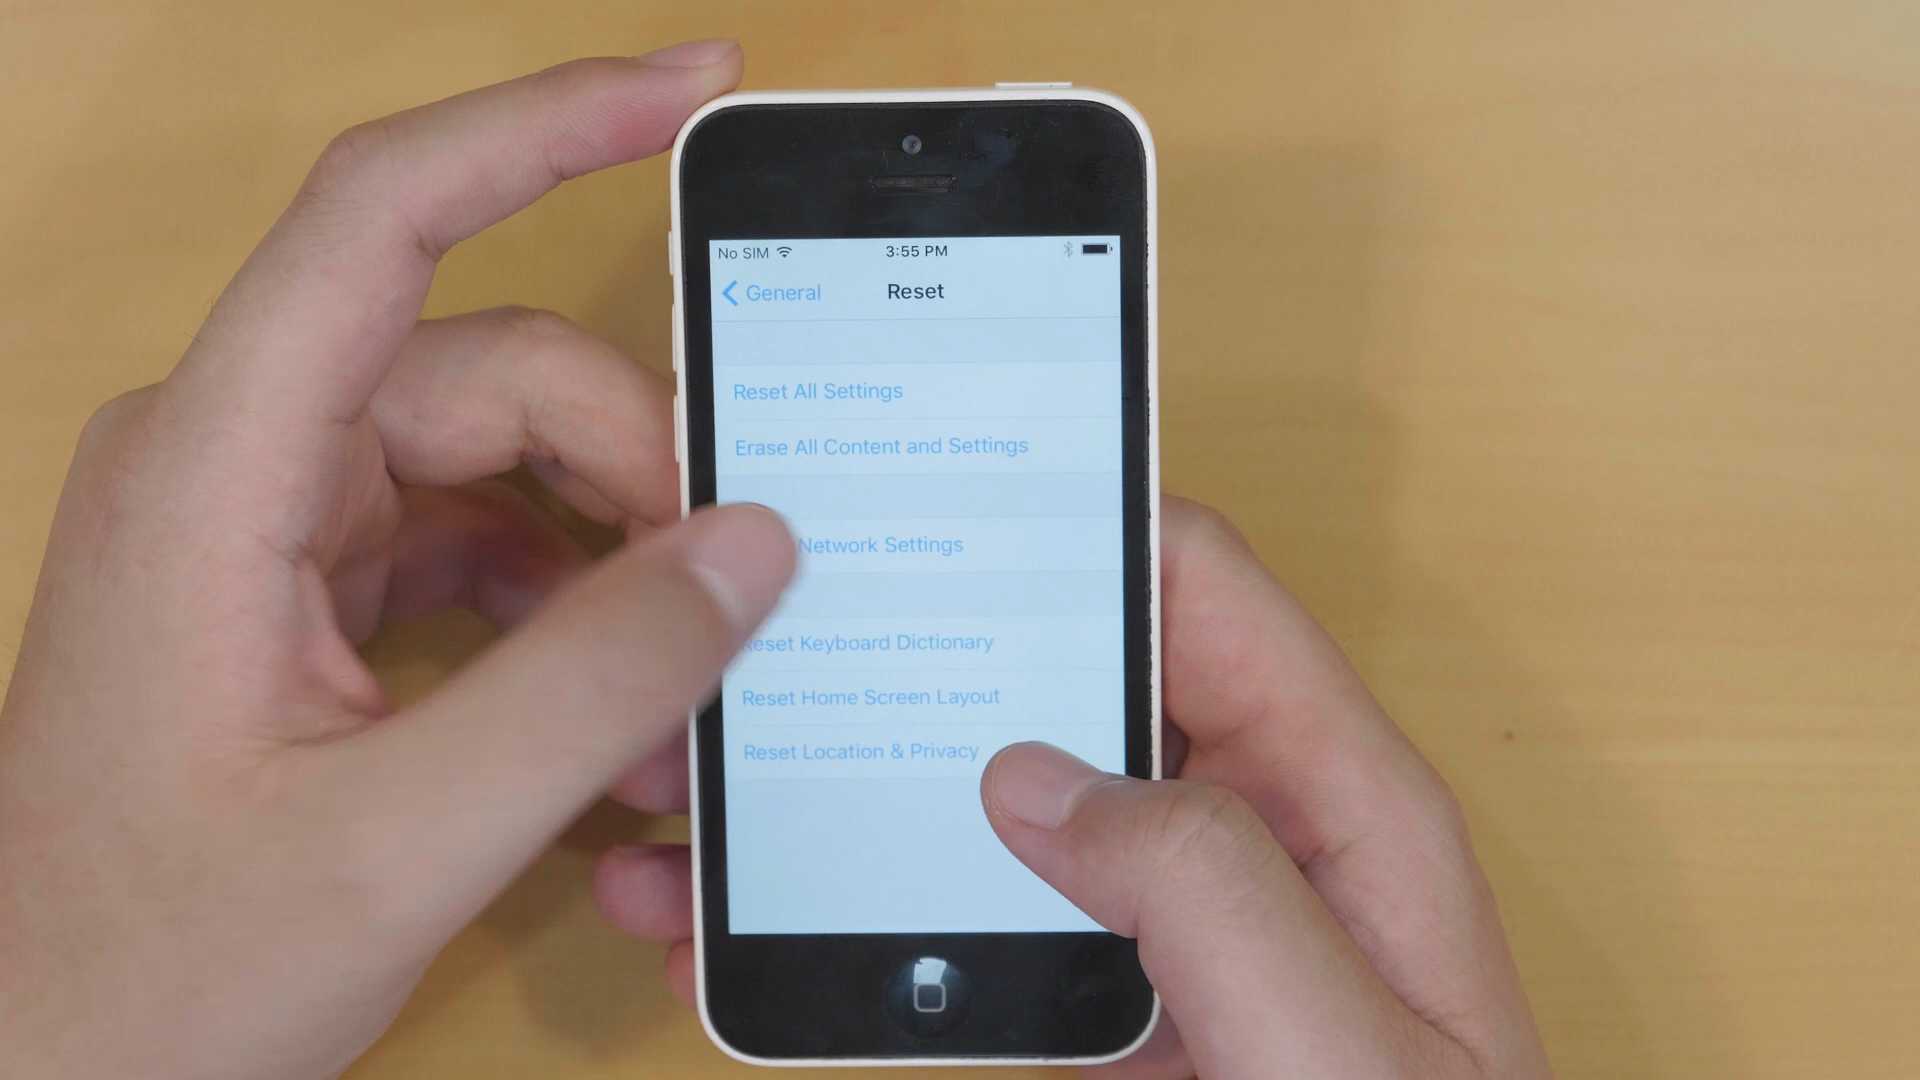 No SIM 3:55 PM
General Reset
Reset All Settings
Erase All Content and Settings
Network Settings
Reset Keyboard Dictionary
Reset Home Screen Layout
Reset Location & Privacy